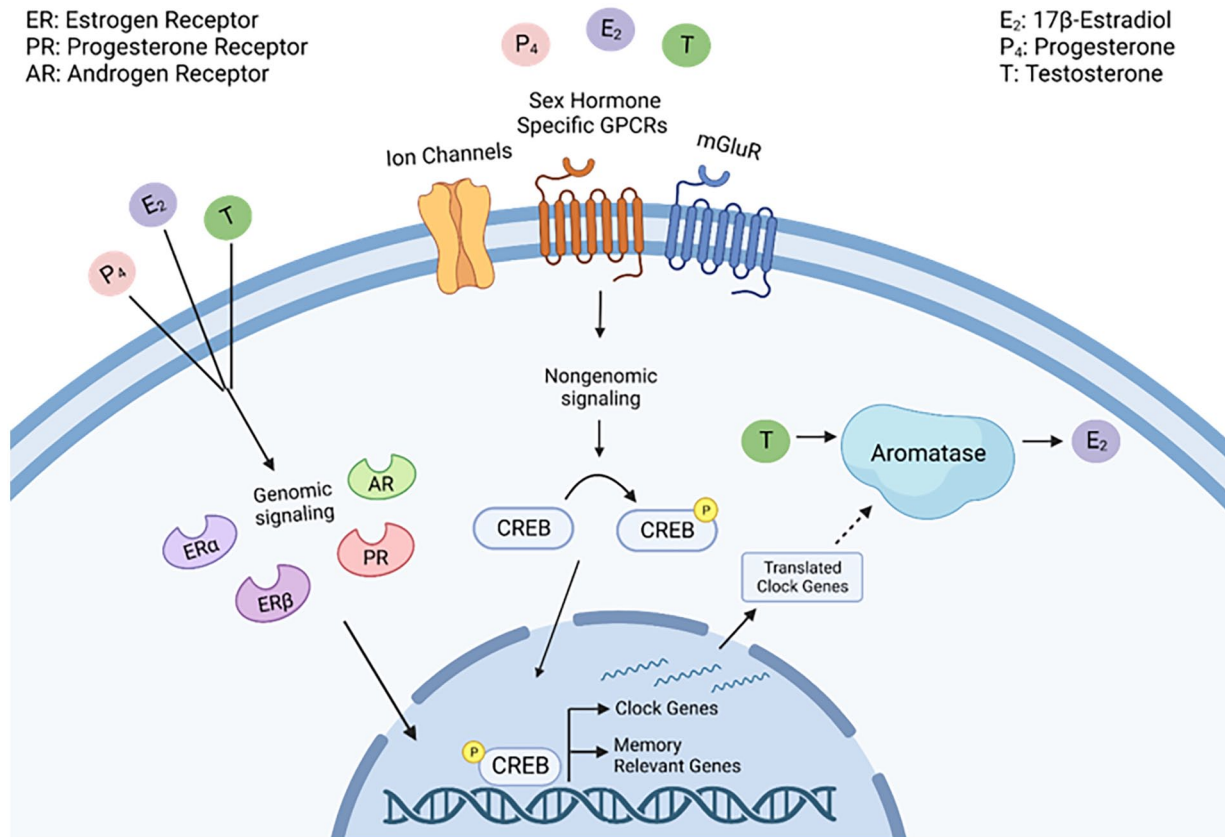 ER: Estrogen Receptor
PR: Progesterone Receptor
AR: Androgen Receptor
E₂: 17β-Estradiol
P₄: Progesterone
T: Testosterone
P₄
E₂
T
Sex Hormone
Specific GPCRs
Ion Channels
mGluR
E₂
T
P₄
Nongenomic
signaling
T
Aromatase
E₂
Genomic
signaling
AR
ERα
PR
ERβ
CREB
CREB
P
Translated
Clock Genes
Clock Genes
Memory
Relevant Genes
P
CREB